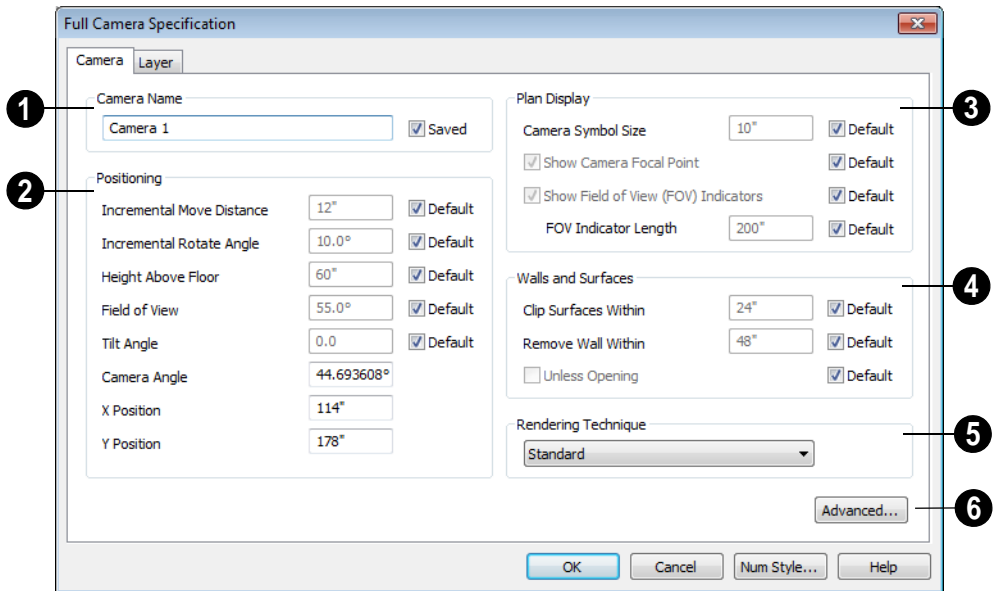 Full Camera Specification
Camera
Layer
1
Camera Name
Camera 1
Saved
2
Positioning
Incremental Move Distance 12" Default
Incremental Rotate Angle 10.0° Default
Height Above Floor 60" Default
Field of View 55.0° Default
Tilt Angle 0.0 Default
Camera Angle 44.693608°
X Position 114"
Y Position 178"
3
Plan Display
Camera Symbol Size 10" Default
Show Camera Focal Point Default
Show Field of View (FOV) Indicators Default
FOV Indicator Length 200" Default
4
Walls and Surfaces
Clip Surfaces Within 24" Default
Remove Wall Within 48" Default
Unless Opening Default
5
Rendering Technique
Standard
6
Advanced...
OK
Cancel
Num Style...
Help